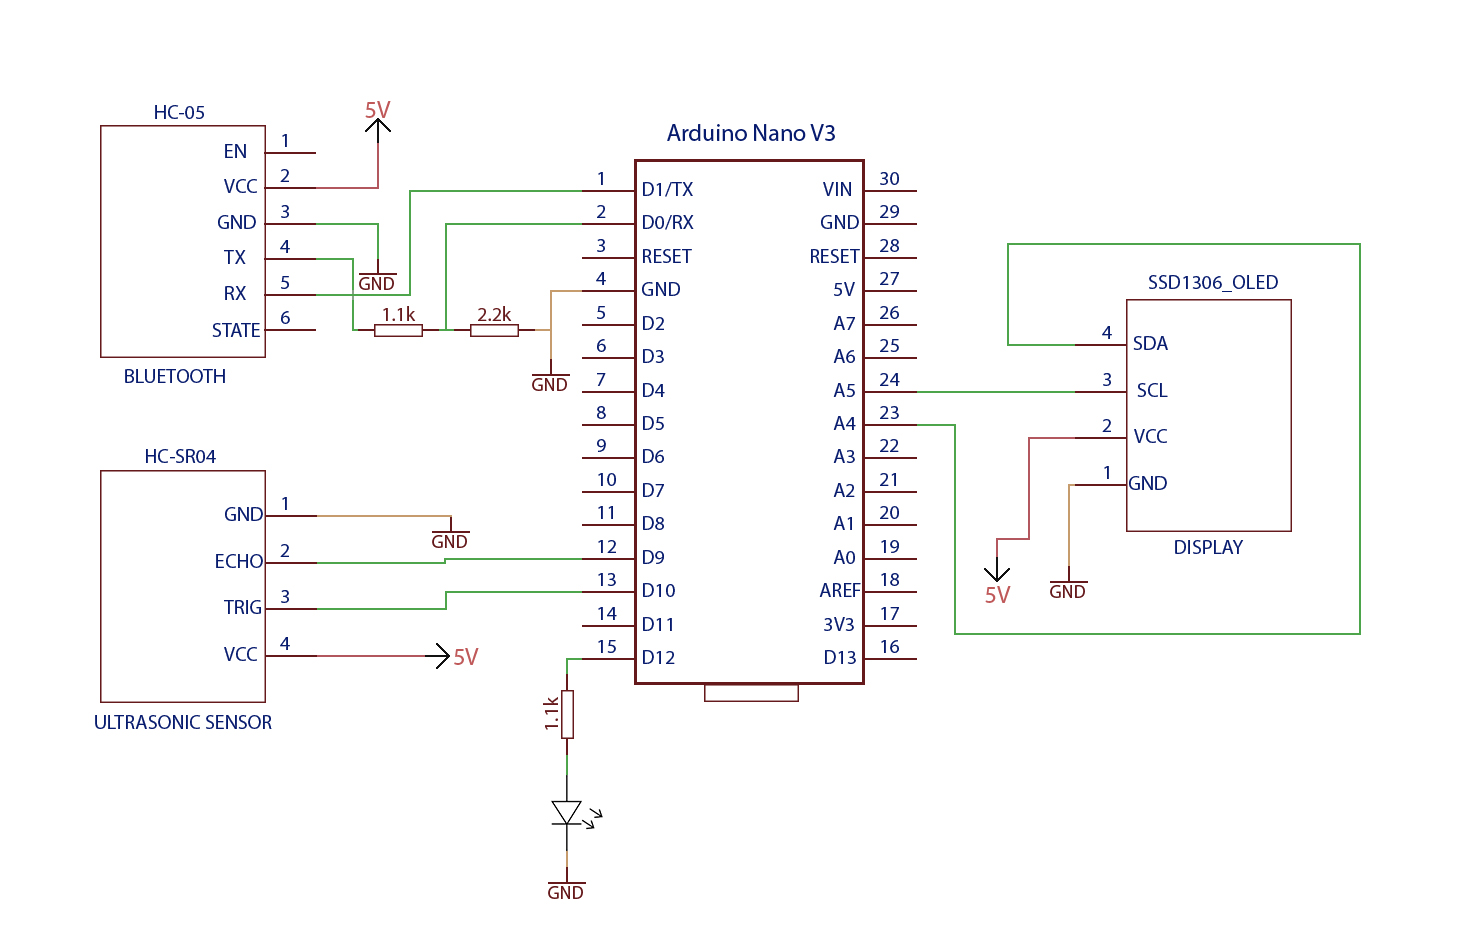 HC-05
EN 1
VCC 2
GND 3
TX 4
RX 5
STATE 6
BLUETOOTH
5V
GND
1.1k
2.2k
GND
HC-SR04
GND 1
ECHO 2
TRIG 3
VCC 4
ULTRASONIC SENSOR
GND
5V
Arduino Nano V3
1 D1/TX
2 D0/RX
3 RESET
4 GND
5 D2
6 D3
7 D4
8 D5
9 D6
10 D7
11 D8
12 D9
13 D10
14 D11
15 D12
VIN 30
GND 29
RESET 28
5V 27
A7 26
A6 25
A5 24
A4 23
A3 22
A2 21
A1 20
A0 19
AREF 18
3V3 17
D13 16
1.1k
GND
SSD1306_OLED
4 SDA
3 SCL
2 VCC
1 GND
DISPLAY
5V
GND